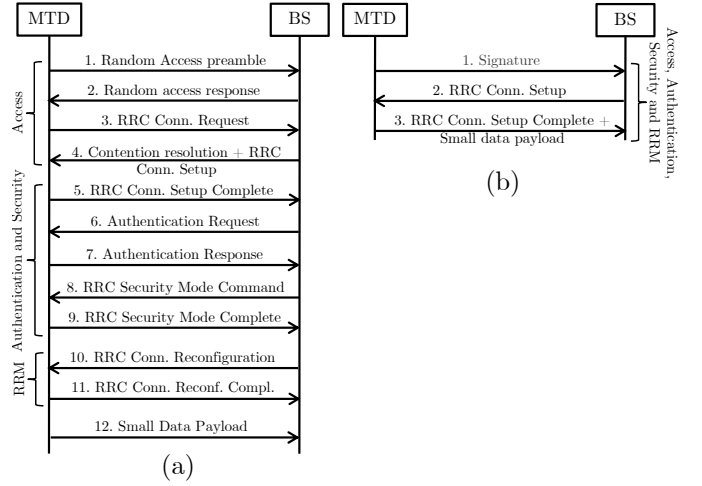 MTD
BS
1. Random Access preamble
2. Random access response
3. RRC Conn. Request
4. Contention resolution + RRC
Conn. Setup
5. RRC Conn. Setup Complete
6. Authentication Request
7. Authentication Response
8. RRC Security Mode Command
9. RRC Security Mode Complete
10. RRC Conn. Reconfiguration
11. RRC Conn. Reconf. Compl.
12. Small Data Payload
Access
Authentication and Security
RRM
(a)
MTD
BS
1. Signature
2. RRC Conn. Setup
3. RRC Conn. Setup Complete +
Small data payload
Access, Authentication,
Security and RRM
(b)